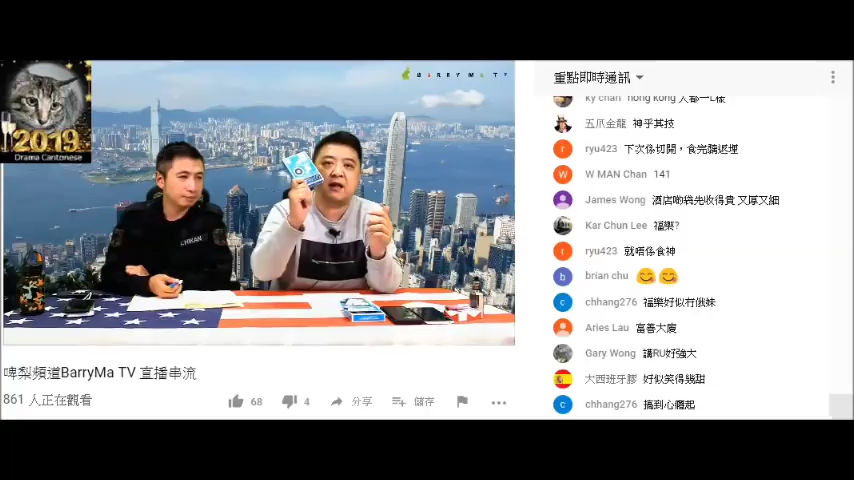 2019
Drama Cantonese
BARRYMA TV
CHIKAN
啤梨頻道BarryMa TV 直播串流
861 人正在觀看
68
4
分享
儲存
重點即時通訊
ky chan hong kong 人都一L樣
五爪金龍 神乎其技
ryu423 下次係切開，食完購返埋
W MAN Chan 141
James Wong 酒店啲袋先收得貴 又厚又細
Kar Chun Lee 福樂?
ryu423 就唔係食神
brian chu 😋 😋
chhang276 福樂好似冇俄妹
Aries Lau 富善大廈
Gary Wong 講RU好強大
大西班牙膠 好似笑得幾甜
chhang276 搞到心癮起